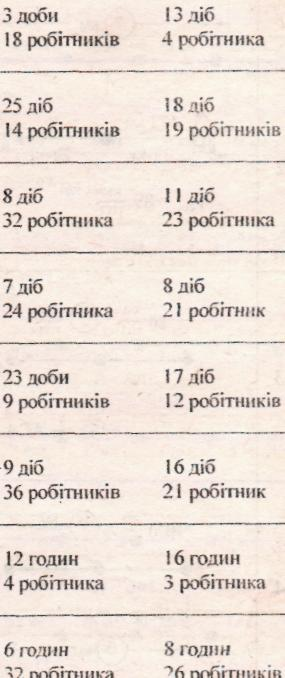 3 доби 13 діб
18 робітників 4 робітника
25 діб 18 діб
14 робітників 19 робітників
8 діб 11 діб
32 робітника 23 робітника
7 діб 8 діб
24 робітника 21 робітник
23 доби 17 діб
9 робітників 12 робітників
9 діб 16 діб
36 робітників 21 робітник
12 годин 16 годин
4 робітника 3 робітника
6 годин 8 годин
32 робітника 26 робітників